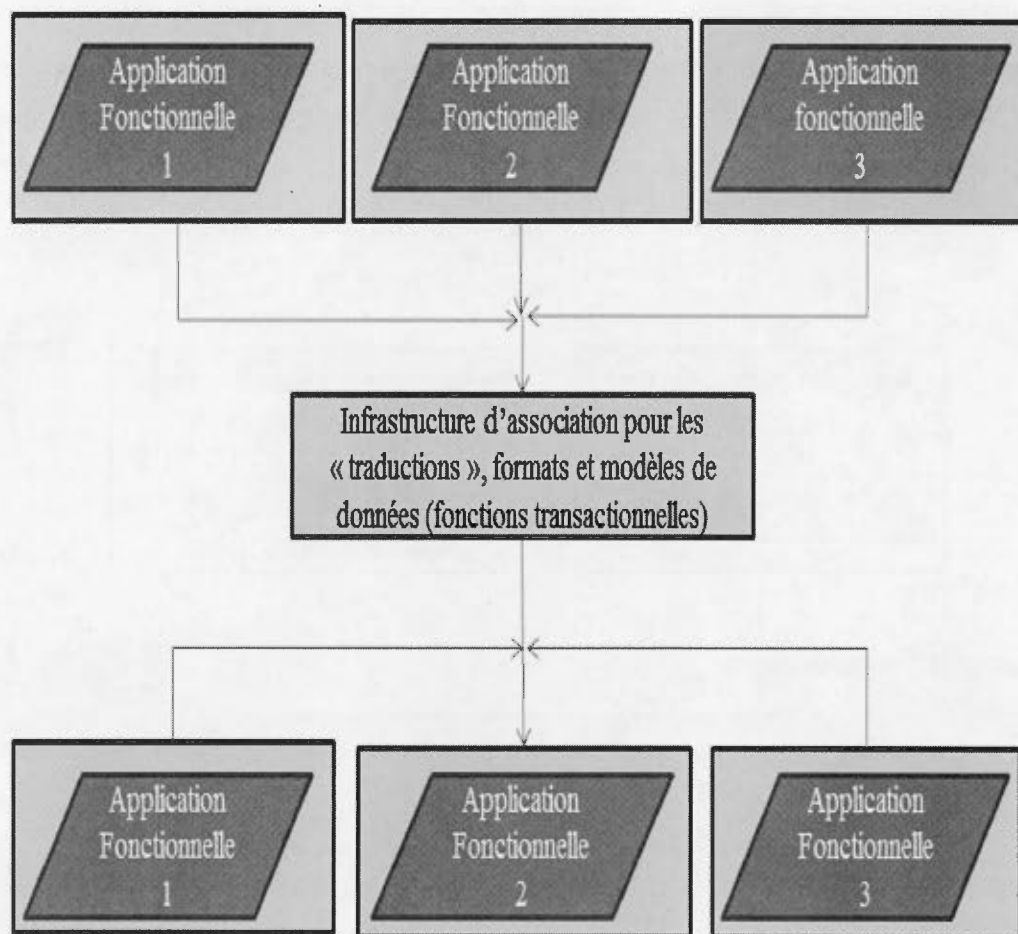 Application
Fonctionnelle
1
Application
Fonctionnelle
2
Application
fonctionnelle
3
Infrastructure d’association pour les
« traductions », formats et modèles de
données (fonctions transactionnelles)
Application
Fonctionnelle
1
Application
Fonctionnelle
2
Application
Fonctionnelle
3